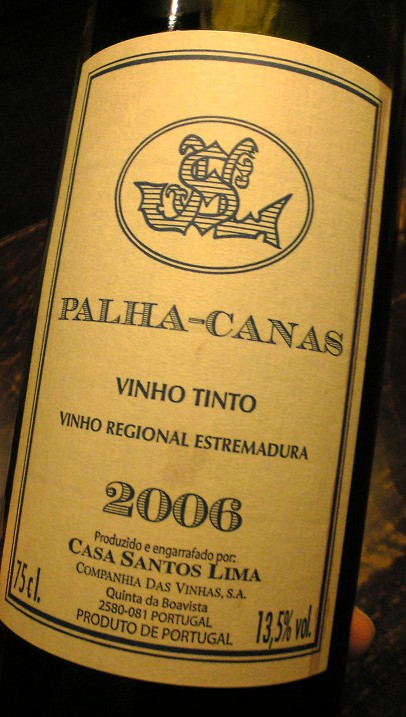 PALHA-CANAS
VINHO TINTO
VINHO REGIONAL ESTREMADURA
2006
Produzido e engarrafado por:
CASA SANTOS LIMA
COMPANHIA DAS VINHAS, S.A.
Quinta da Boavista
2580-081 PORTUGAL
PRODUTO DE PORTUGAL
75cl.
13,5% vol.